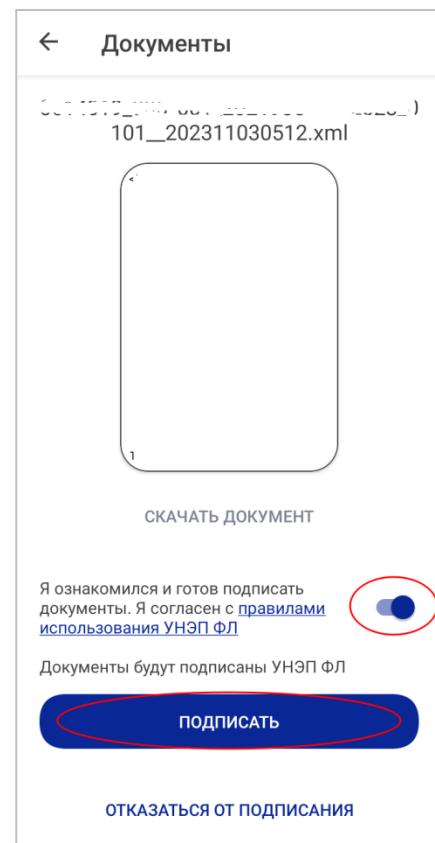 Документы
101__202311030512.xml
СКАЧАТЬ ДОКУМЕНТ
Я ознакомился и готов подписать
документы. Я согласен с правилами
использования УНЭП ФЛ
Документы будут подписаны УНЭП ФЛ
ПОДПИСАТЬ
ОТКАЗАТЬСЯ ОТ ПОДПИСАНИЯ